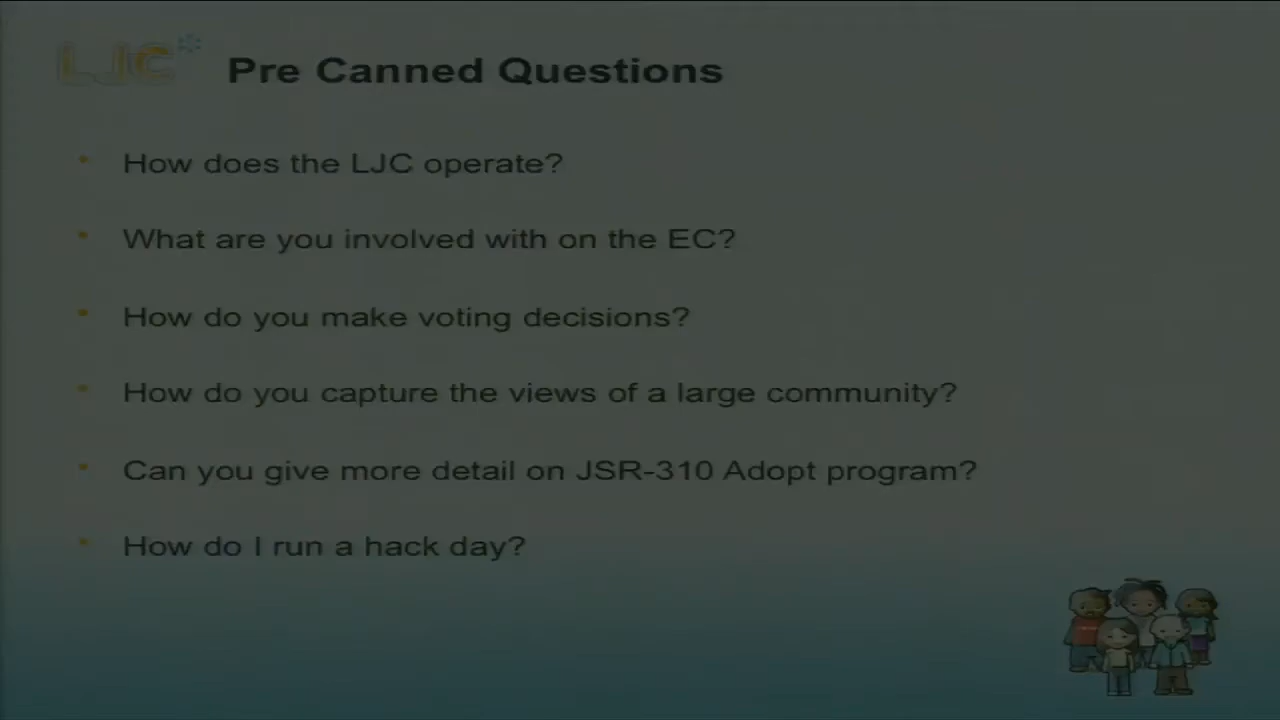 LJC*
Pre Canned Questions
• How does the LJC operate?
• What are you involved with on the EC?
• How do you make voting decisions?
• How do you capture the views of a large community?
• Can you give more detail on JSR-310 Adopt program?
• How do I run a hack day?